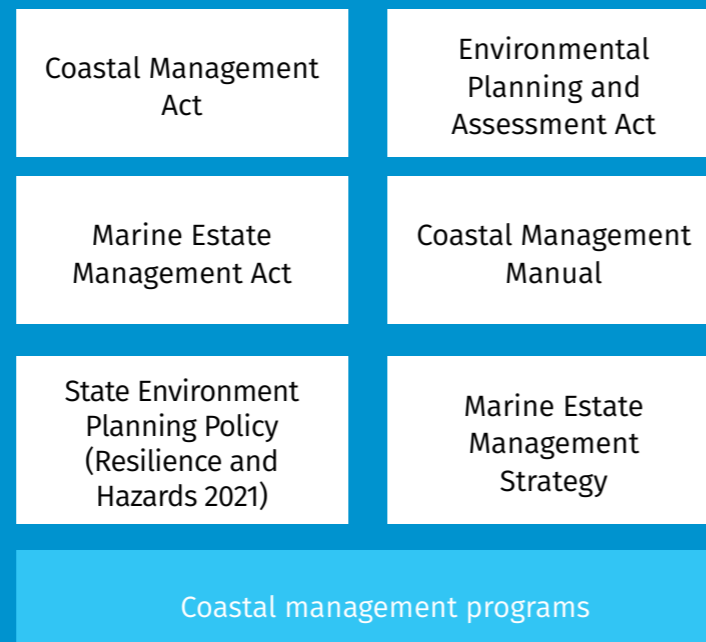 Coastal Management
Act
Environmental
Planning and
Assessment Act
Marine Estate
Management Act
Coastal Management
Manual
State Environment
Planning Policy
(Resilience and
Hazards 2021)
Marine Estate
Management
Strategy
Coastal management programs